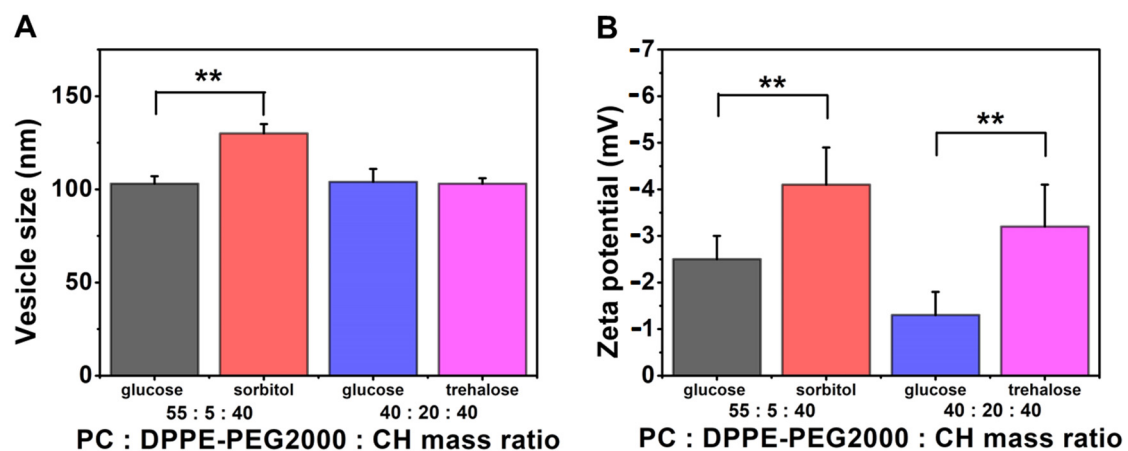 A
Vesicle size (nm)
150
100
50
0
**
glucose sorbitol glucose trehalose
55 : 5 : 40 40 : 20 : 40
PC : DPPE-PEG2000 : CH mass ratio
B
Zeta potential (mV)
-7
-6
-5
-4
-3
-2
-1
0
**
**
glucose sorbitol glucose trehalose
55 : 5 : 40 40 : 20 : 40
PC : DPPE-PEG2000 : CH mass ratio